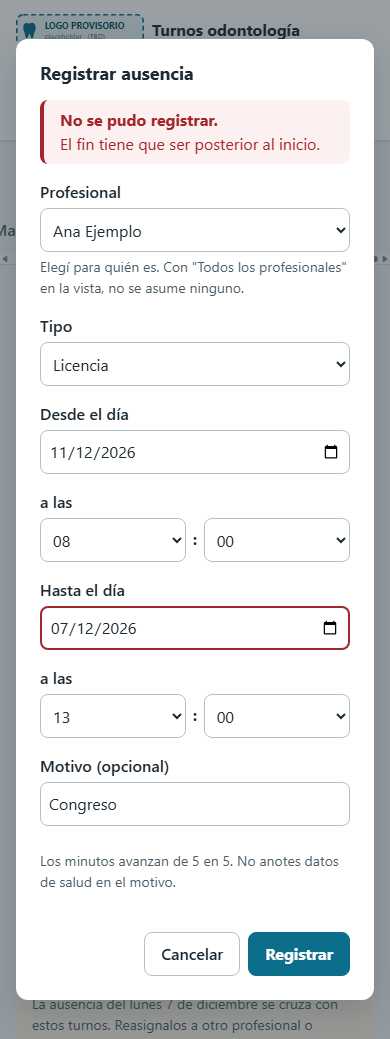 LOGO PROVISORIO
placeholder · (TBD)
Turnos odontología
Registrar ausencia
No se pudo registrar.
El fin tiene que ser posterior al inicio.
Profesional
Ana Ejemplo
Elegí para quién es. Con "Todos los profesionales"
en la vista, no se asume ninguno.
Tipo
Licencia
Desde el día
11/12/2026
a las
08 : 00
Hasta el día
07/12/2026
a las
13 : 00
Motivo (opcional)
Congreso
Los minutos avanzan de 5 en 5. No anotes datos
de salud en el motivo.
Cancelar Registrar
La ausencia del lunes 7 de diciembre se cruza con
estos turnos. Reasignalos a otro profesional o